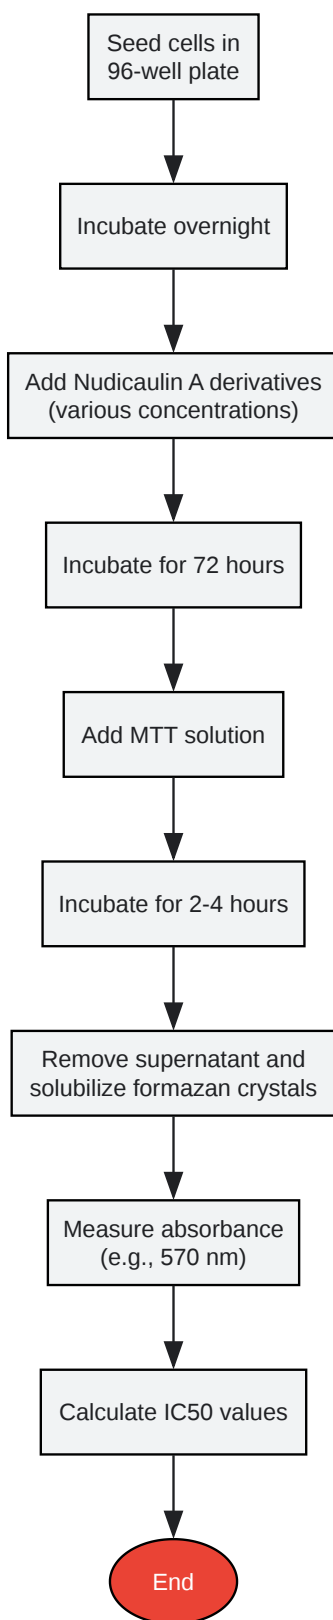 Seed cells in
96-well plate
Incubate overnight
Add Nudicaulin A derivatives
(various concentrations)
Incubate for 72 hours
Add MTT solution
Incubate for 2-4 hours
Remove supernatant and
solubilize formazan crystals
Measure absorbance
(e.g., 570 nm)
Calculate IC50 values
End